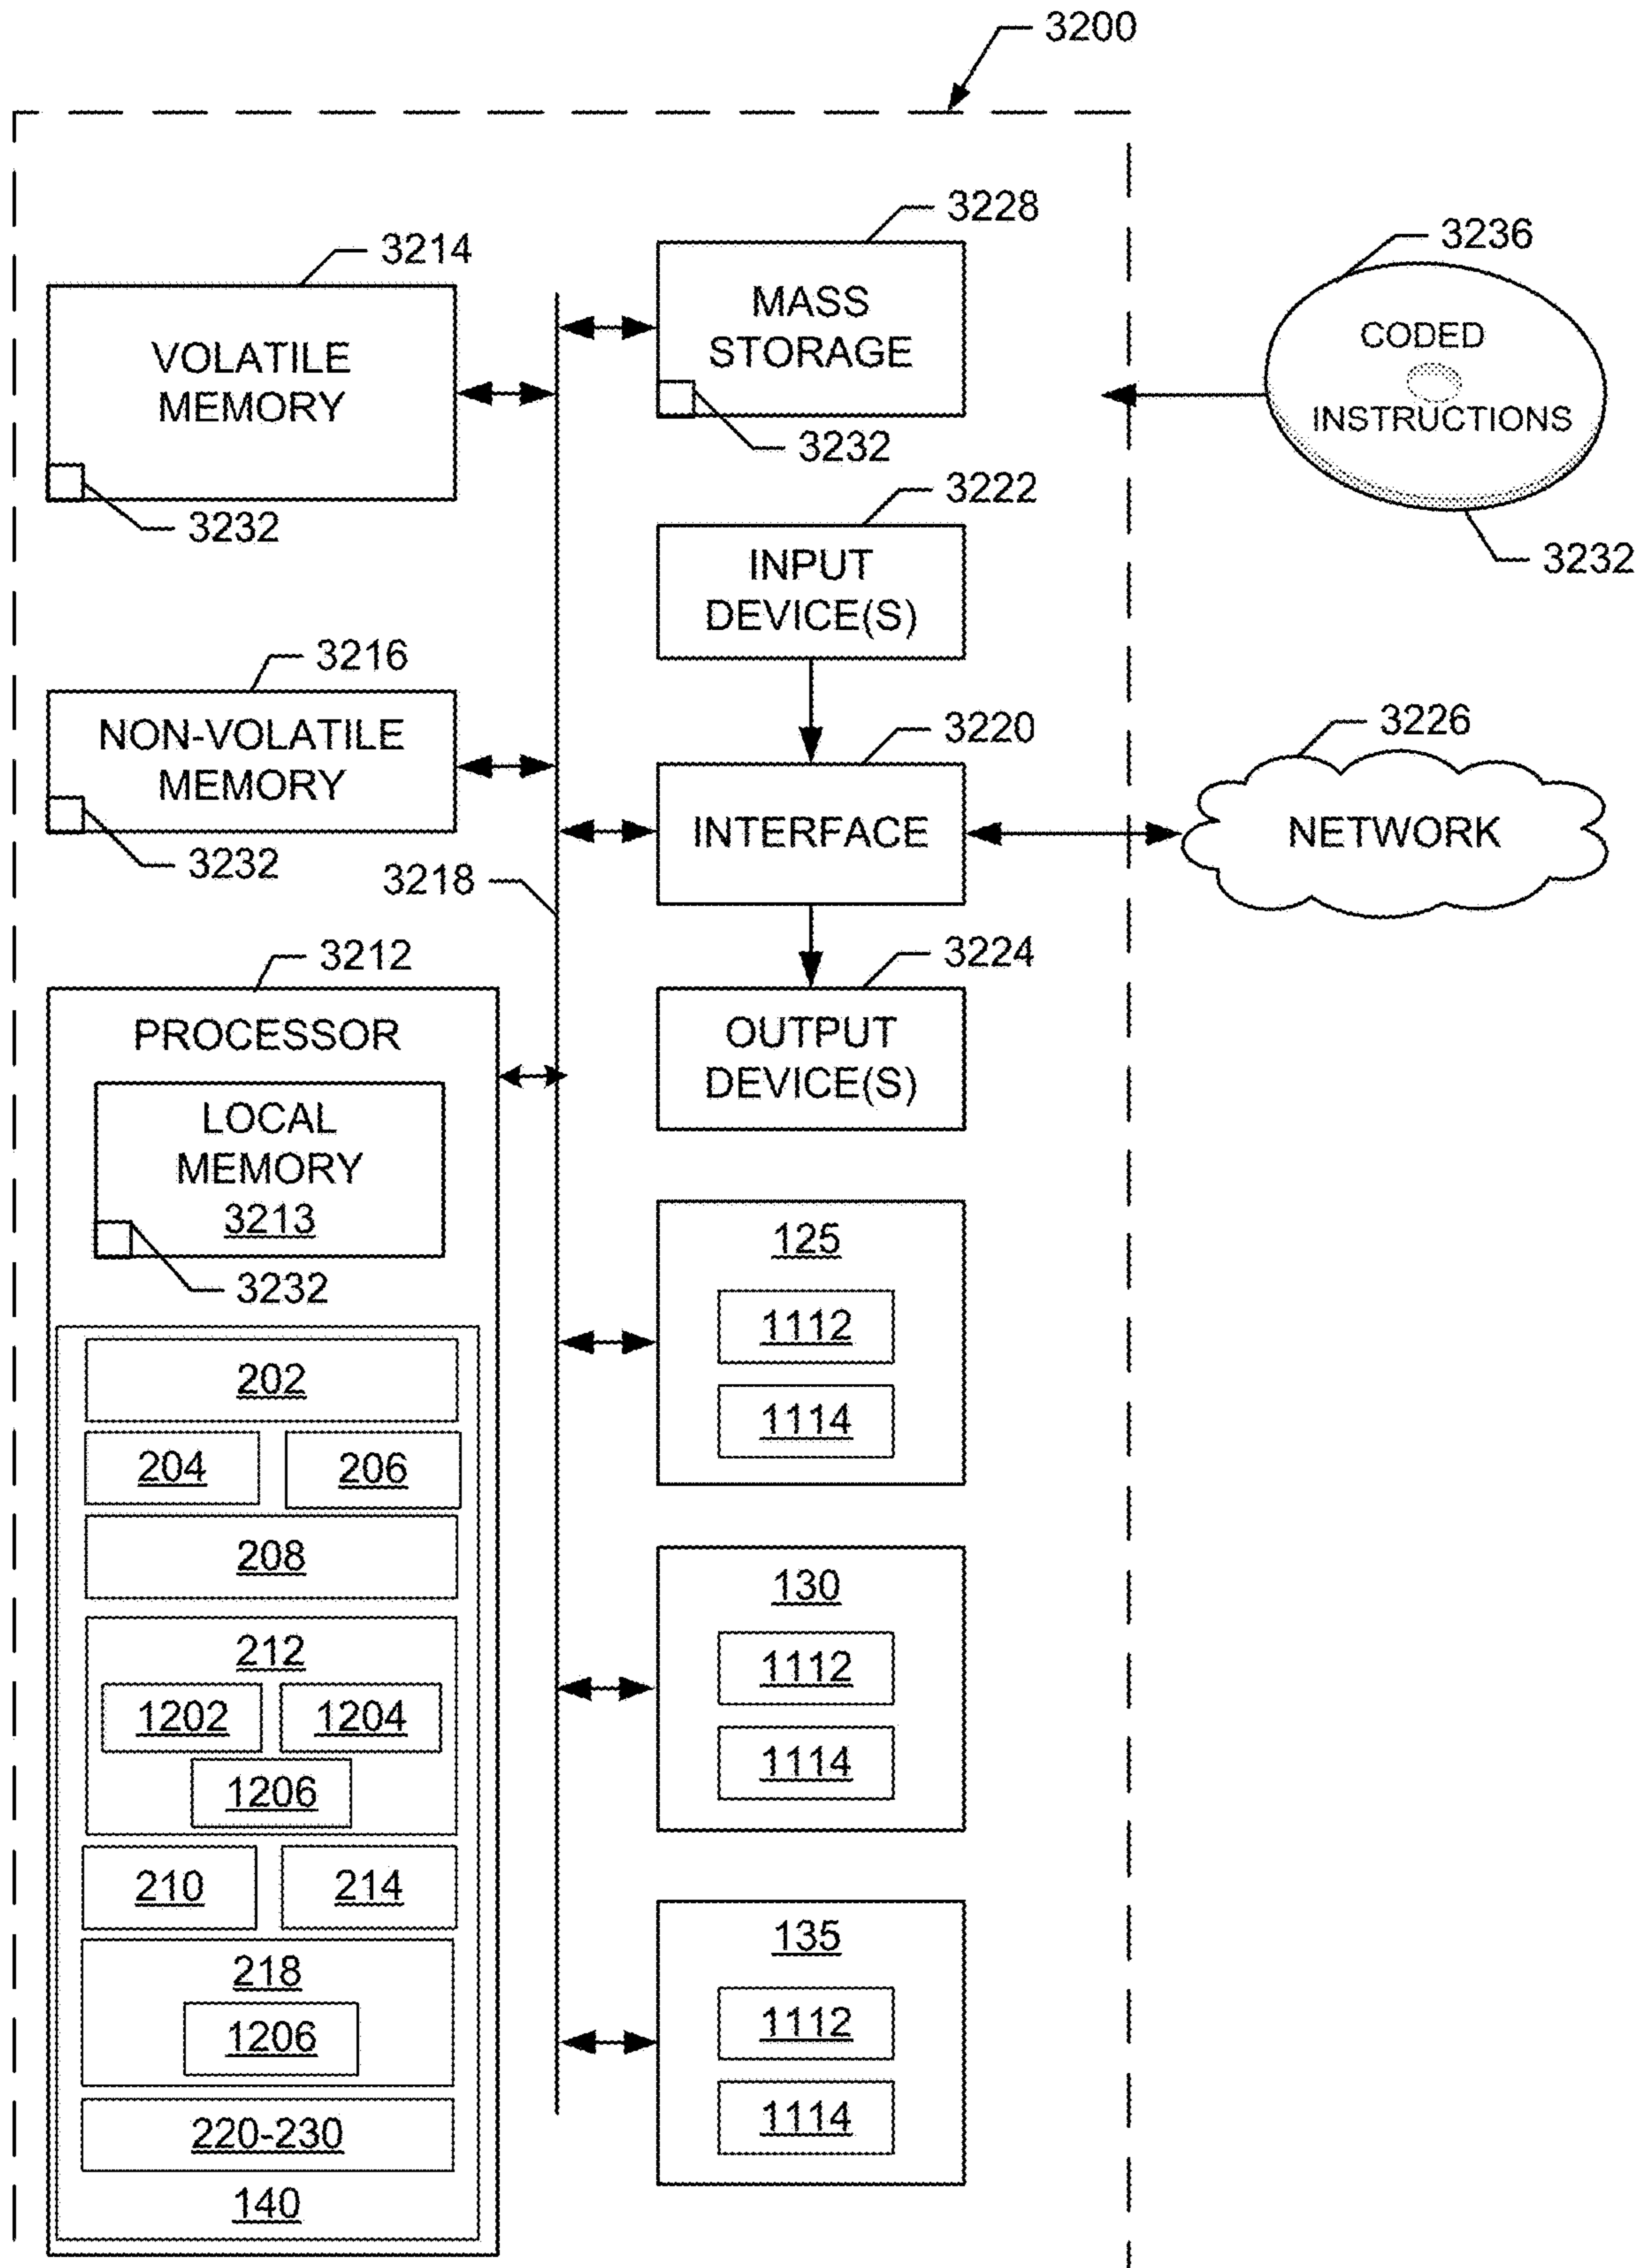 3200
3228
3214
3236
MASS
STORAGE
VOLATILE
MEMORY
CODED
INSTRUCTIONS
3232
3222
3232
3232
INPUT
DEVICE(S)
3216
3220
3226
NON-VOLATILE
MEMORY
INTERFACE
NETWORK
3232
3218
3212
3224
PROCESSOR
OUTPUT
DEVICE(S)
LOCAL
MEMORY
3213
3232
125
1112
1114
202
204
206
208
130
1112
1114
212
1202
1204
1206
210
214
135
1112
1114
218
1206
220-230
140